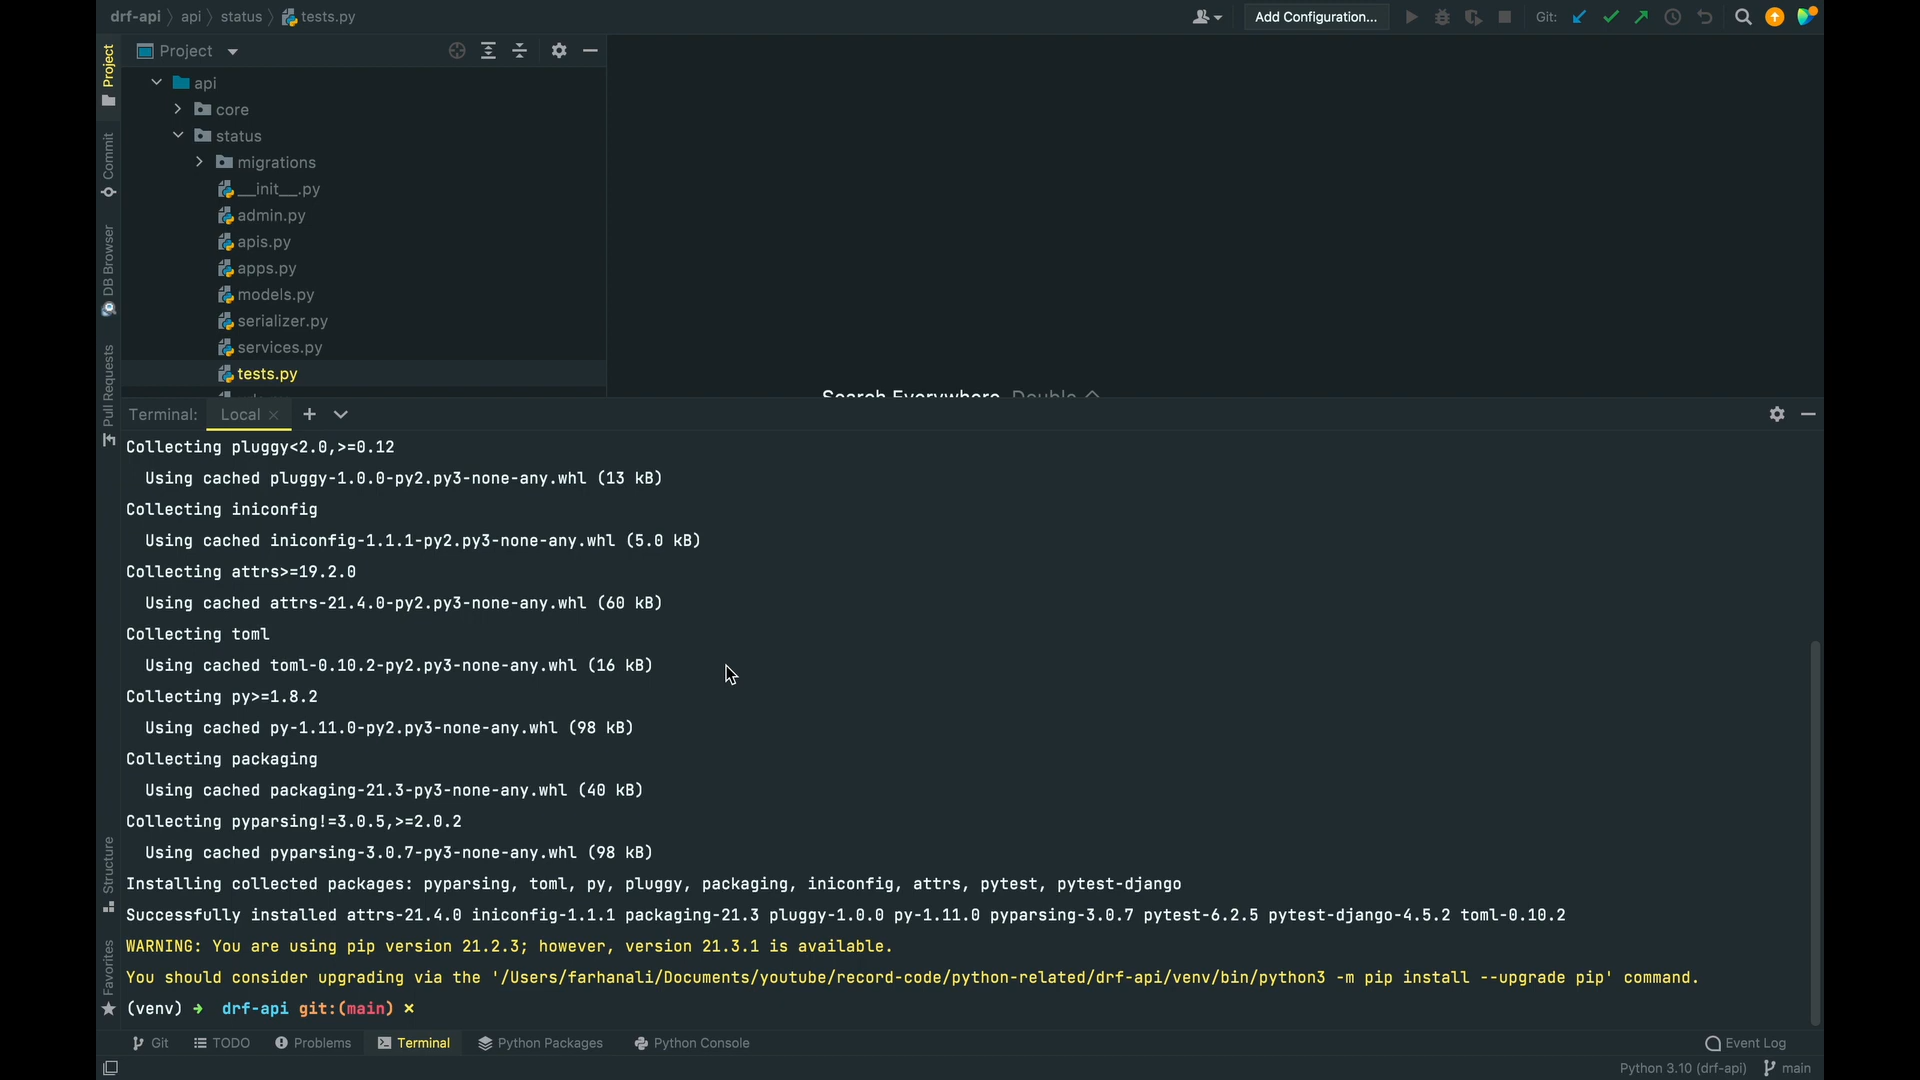 drf-api api status tests.py
Add Configuration...
Git:
Project
Project
api
core
status
Commit
migrations
__init__.py
admin.py
DB Browser
apis.py
apps.py
models.py
serializer.py
services.py
Pull Requests
tests.py
Search Everywhere Double
Terminal: Local
Collecting pluggy<2.0,>=0.12
Using cached pluggy-1.0.0-py2.py3-none-any.whl (13 kB)
Collecting iniconfig
Using cached iniconfig-1.1.1-py2.py3-none-any.whl (5.0 kB)
Collecting attrs>=19.2.0
Using cached attrs-21.4.0-py2.py3-none-any.whl (60 kB)
Collecting toml
Using cached toml-0.10.2-py2.py3-none-any.whl (16 kB)
Collecting py>=1.8.2
Using cached py-1.11.0-py2.py3-none-any.whl (98 kB)
Collecting packaging
Using cached packaging-21.3-py3-none-any.whl (40 kB)
Collecting pyparsing!=3.0.5,>=2.0.2
Using cached pyparsing-3.0.7-py3-none-any.whl (98 kB)
Structure
Installing collected packages: pyparsing, toml, py, pluggy, packaging, iniconfig, attrs, pytest, pytest-django
Successfully installed attrs-21.4.0 iniconfig-1.1.1 packaging-21.3 pluggy-1.0.0 py-1.11.0 pyparsing-3.0.7 pytest-6.2.5 pytest-django-4.5.2 toml-0.10.2
WARNING: You are using pip version 21.2.3; however, version 21.3.1 is available.
Favorites
You should consider upgrading via the '/Users/farhanali/Documents/youtube/record-code/python-related/drf-api/venv/bin/python3 -m pip install --upgrade pip' command.
(venv) ➜ drf-api git:(main) ✗
Git TODO Problems Terminal Python Packages Python Console Event Log
Python 3.10 (drf-api) main